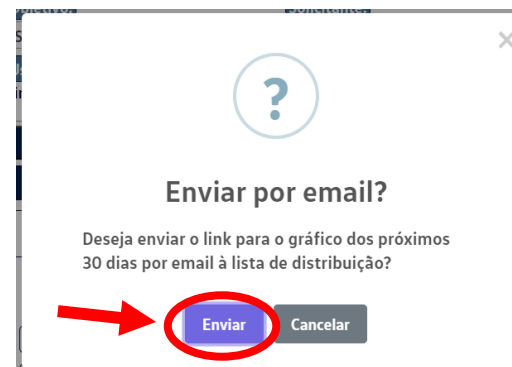 Solicitante:
?
Enviar por email?
Deseja enviar o link para o gráfico dos próximos
30 dias por email à lista de distribuição?
Enviar
Cancelar